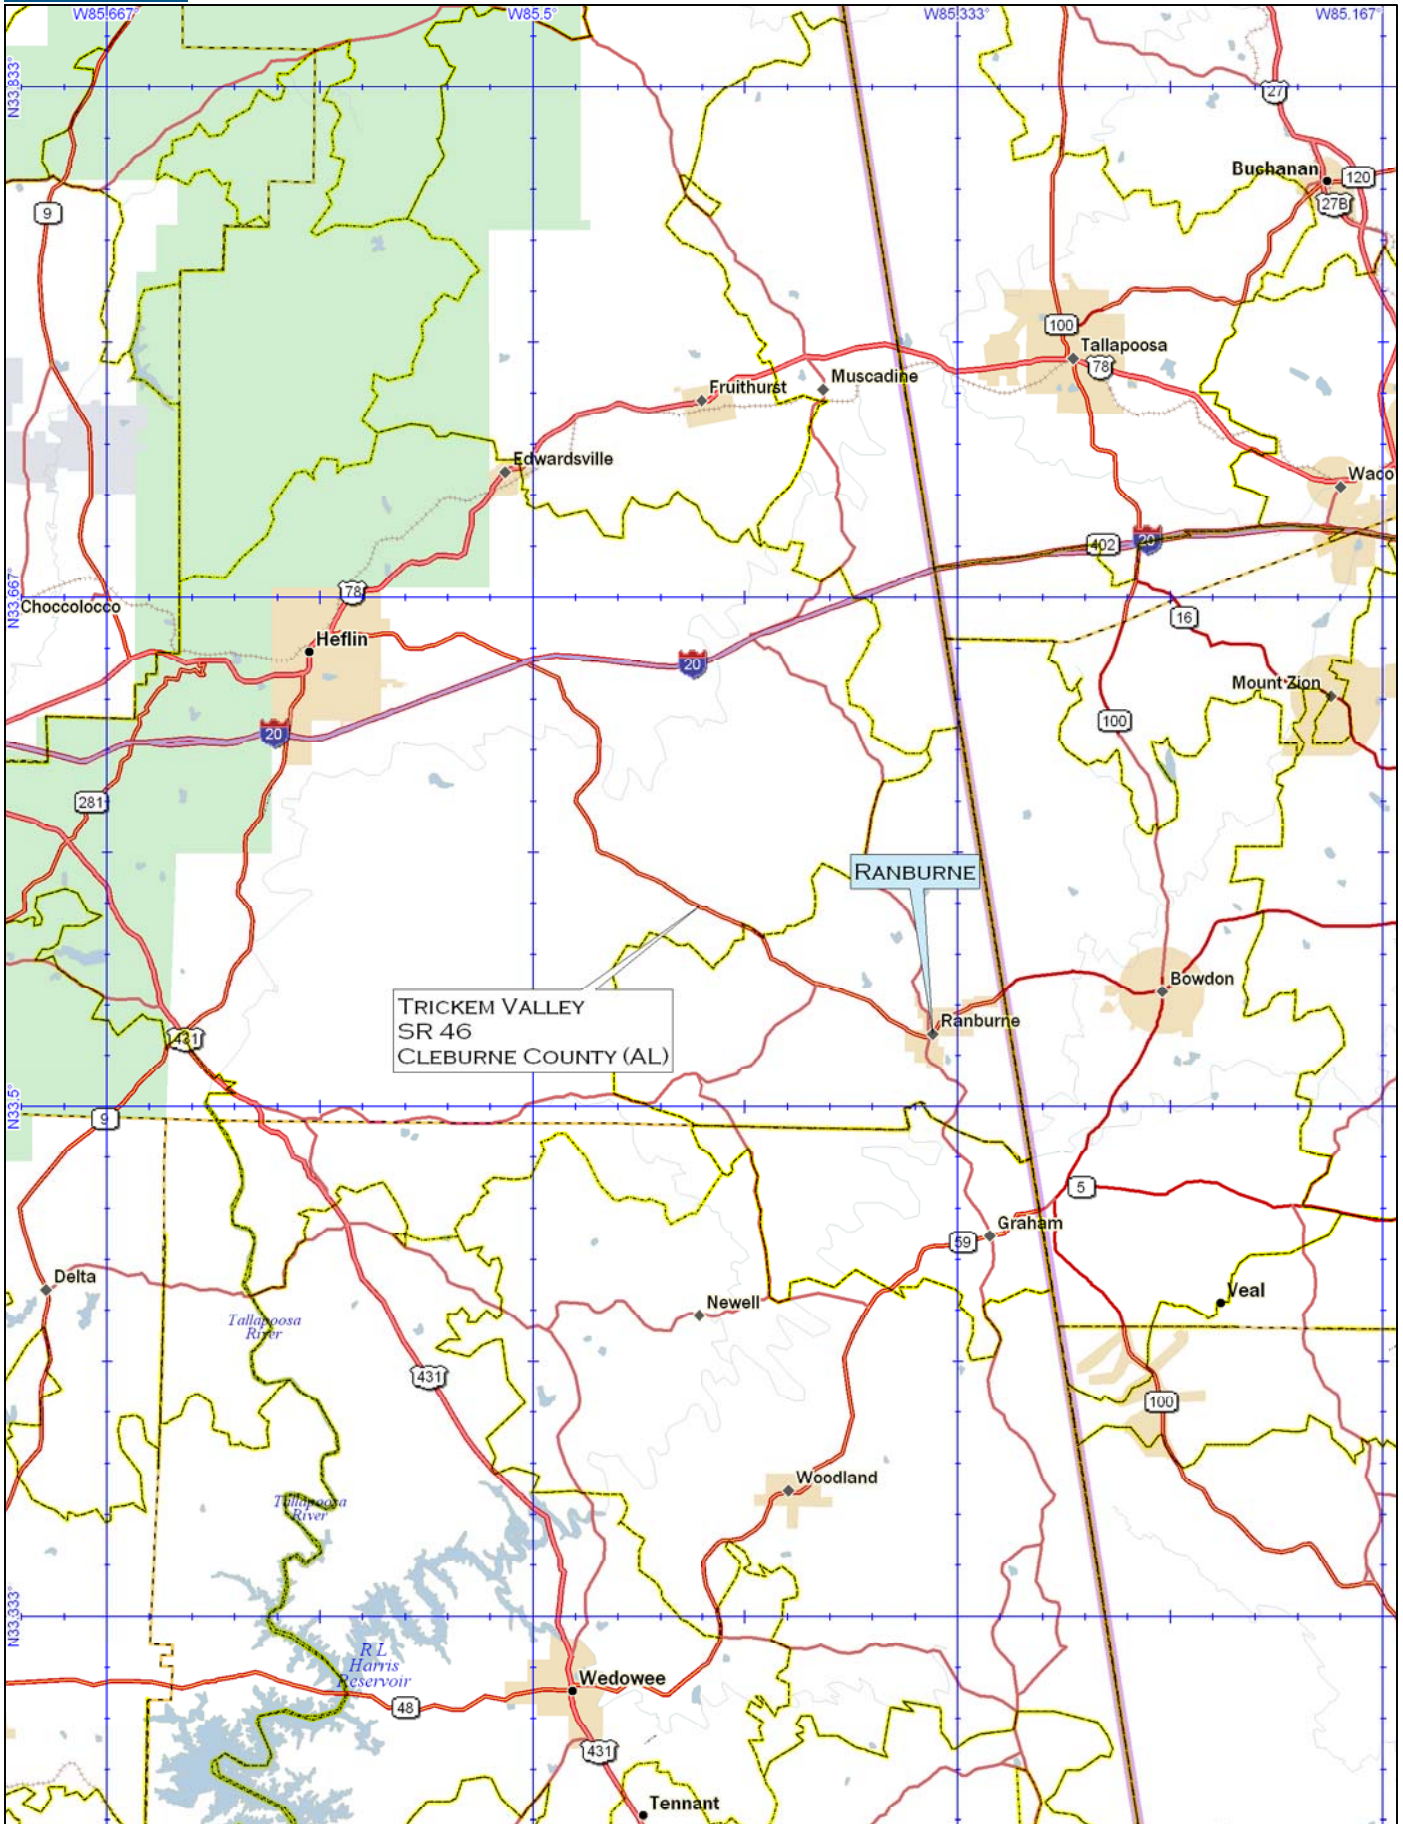 W85.667°
W85.5°
W85.333°
W85.167°
N33.833°
27
Buchanan
120
27B
9
100
Tallapoosa
78
Muscadine
Fruithurst
Edwardsville
Waco
402
20
N33.667°
78
Choccolocco
16
Heflin
20
Mount Zion
100
20
281
RANBURNE
Bowdon
TRICKEM VALLEY
SR 46
CLEBURNE COUNTY (AL)
Ranburne
431
N33.5°
9
5
Graham
59
Delta
Veal
Newell
Tallapoosa
River
431
100
Woodland
Tallapoosa
River
N33.333°
R L
Harris
Reservoir
Wedowee
48
431
Tennant